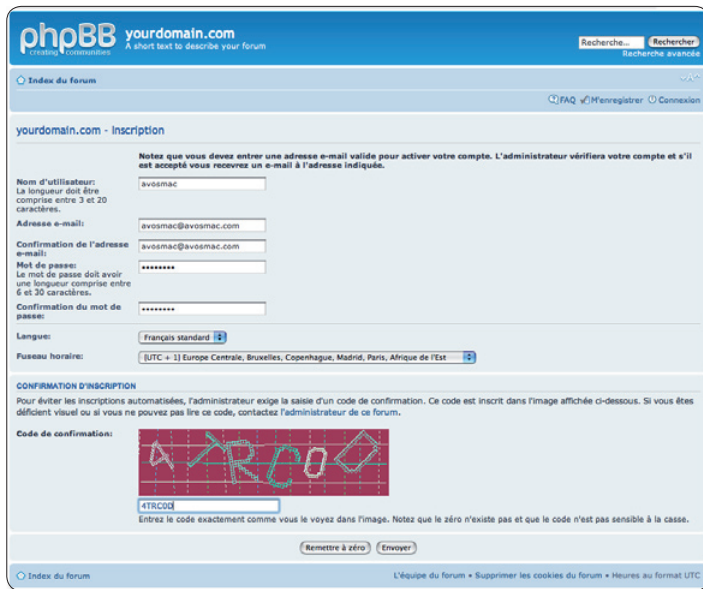 phpBB
creating communities
yourdomain.com
A short text to describe your forum
Recherche...
Rechercher
Recherche avancée
Index du forum
FAQ M'enregistrer Connexion
yourdomain.com - Inscription
Notez que vous devez entrer une adresse e-mail valide pour activer votre compte. L'administrateur vérifiera votre compte et s'il
est accepté vous recevrez un e-mail à l'adresse indiquée.
Nom d'utilisateur:
La longueur doit être
comprise entre 3 et 20
caractères.
avosmac
Adresse e-mail:
avosmac@avosmac.com
Confirmation de l'adresse
e-mail:
avosmac@avosmac.com
Mot de passe:
Le mot de passe doit avoir
une longueur comprise entre
6 et 30 caractères.
••••••••
Confirmation du mot de
passe:
••••••••
Langue:
Français standard
Fuseau horaire:
[UTC + 1] Europe Centrale, Bruxelles, Copenhague, Madrid, Paris, Afrique de l'Est
CONFIRMATION D'INSCRIPTION
Pour éviter les inscriptions automatisées, l'administrateur exige la saisie d'un code de confirmation. Ce code est inscrit dans l'image affichée ci-dessous. Si vous êtes
déficient visuel ou si vous ne pouvez pas lire ce code, contactez l'administrateur de ce forum.
Code de confirmation:
4TRCOD
Entrez le code exactement comme vous le voyez dans l'image. Notez que le zéro n'existe pas et que le code n'est pas sensible à la casse.
Remettre à zéro
Envoyer
Index du forum
L'équipe du forum • Supprimer les cookies du forum • Heures au format UTC